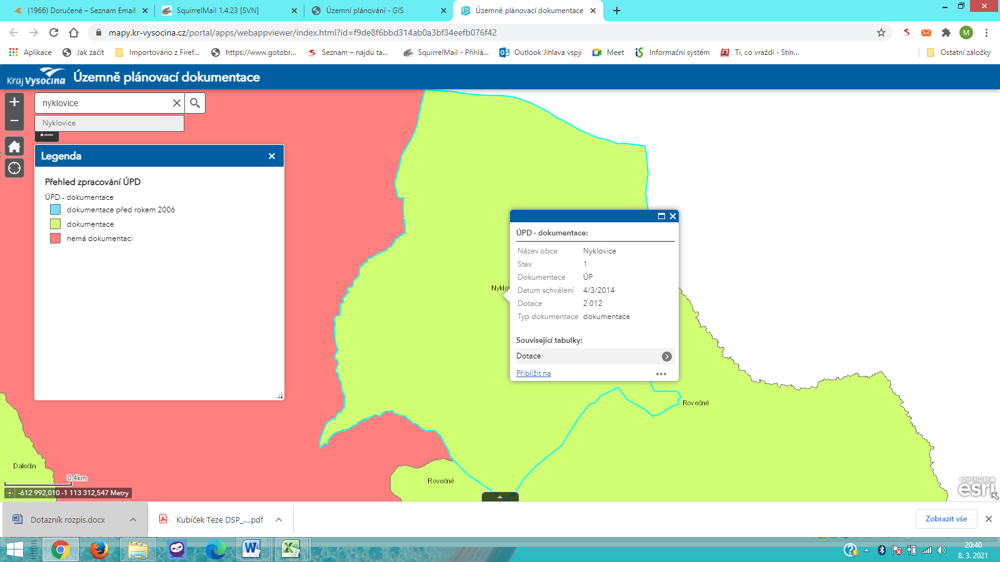 (1966) Doručené – Seznam Email
SquirrelMail 1.4.23 [SVN]
Územní plánování - GIS
Územně plánovací dokumentace
mapy.kr-vysocina.cz/portal/apps/webappviewer/index.html?id=f9de8f6bbd314ab0a3bf34eefb076f42
M
Aplikace
Jak začít
Importováno z Firef...
https://www.gotobr...
Seznam – najdu ta...
SquirrelMail - Přihlá...
Outlook Jihlava vspji
Meet
Informační systém
Ti, co vraždí - Stín...
Ostatní záložky
Kraj Vysočina
Územně plánovací dokumentace
nyklovice
Nyklovice
Legenda
Přehled zpracování ÚPD
ÚPD - dokumentace
dokumentace před rokem 2006
dokumentace
nemá dokumentaci
ÚPD - dokumentace:
Název obce Nyklovice
Stav 1
Dokumentace ÚP
Datum schválení 4/3/2014
Dotace 2 012
Typ dokumentace dokumentace
Související tabulky:
Dotace
Přiblížit na
Nyklo
Rovečné
Rovečné
Dalečín
0.4km
-612 992,010 -1 113 312,547 Metry
POWERED BY
esri
Dotazník rozpis.docx
Kubíček Teze DSP_....pdf
Zobrazit vše
20:40
8. 3. 2021